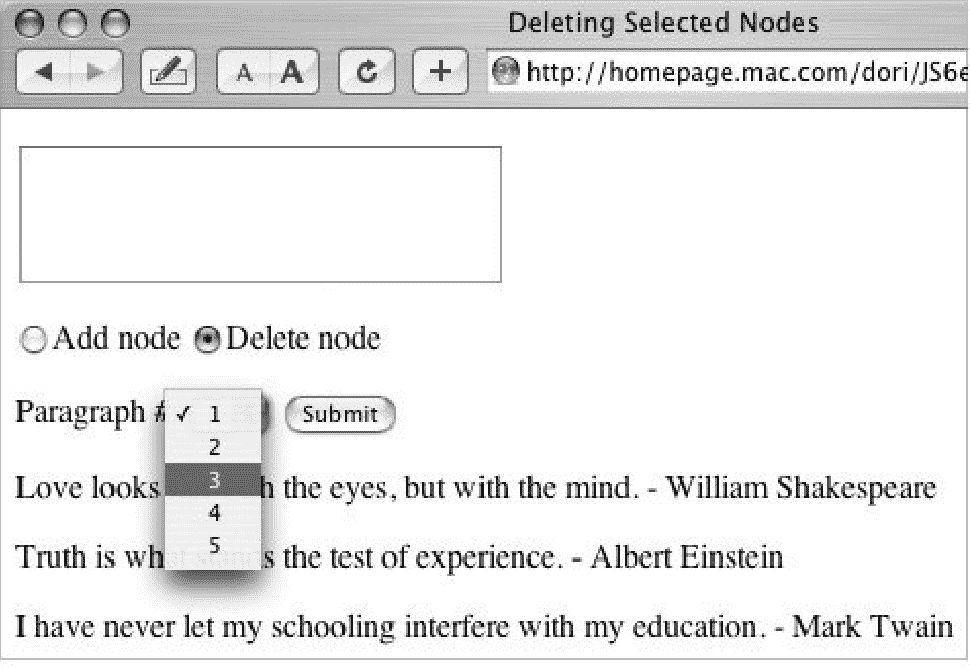 Deleting Selected Nodes
A A + http://homepage.mac.com/dori/JS6e
Add node Delete node
Paragraph # ✓ 1 Submit
2
3
Love looks h the eyes, but with the mind. - William Shakespeare
4
5
Truth is what stands the test of experience. - Albert Einstein
I have never let my schooling interfere with my education. - Mark Twain